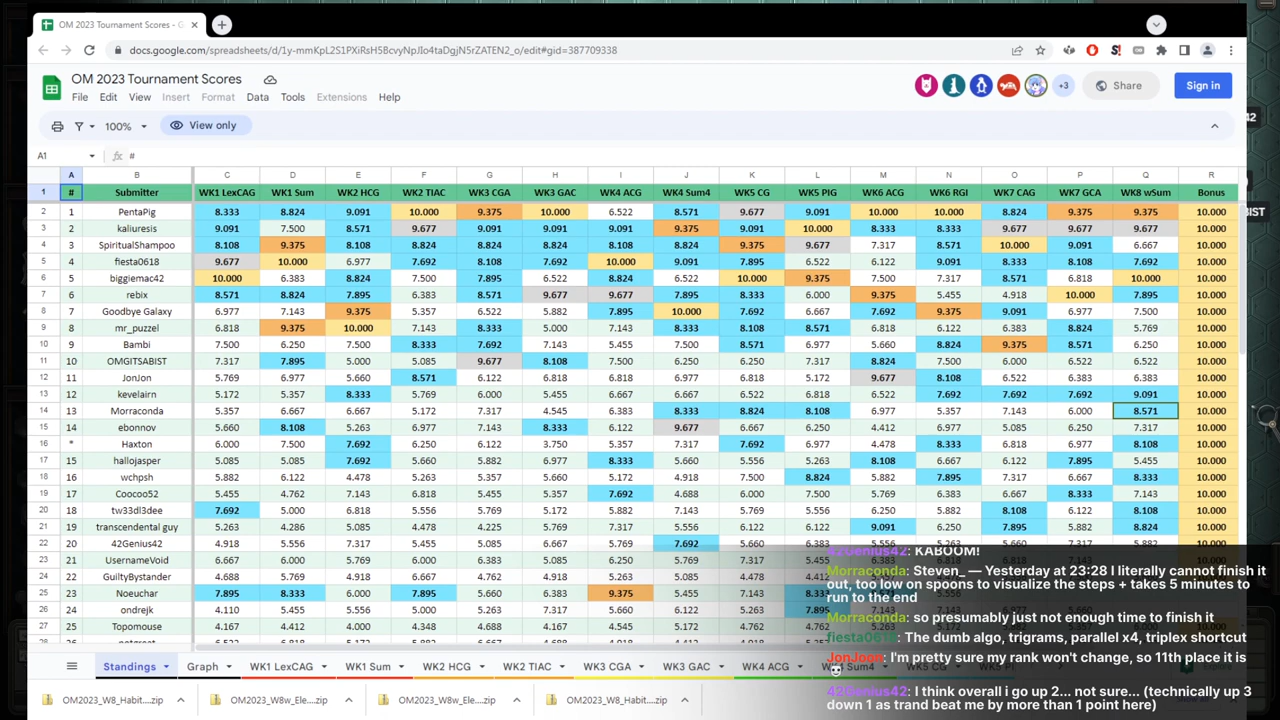 OM 2023 Tournament Scores - G
docs.google.com/spreadsheets/d/1y-mmKpL2S1PXiRsH5BcvyNpJIo4taDgjN5rZATEN2_o/edit#gid=387709338
OM 2023 Tournament Scores
File Edit View Insert Format Data Tools Extensions Help
+3 Share Sign in
100% View only
A1 fx #
A B C D E F G H I J K L M N O P Q R
1 # Submitter WK1 LexCAG WK1 Sum WK2 HCG WK2 TIAC WK3 CGA WK3 GAC WK4 ACG WK4 Sum4 WK5 CG WK5 PIG WK6 ACG WK6 RGI WK7 CAG WK7 GCA WK8 wSum Bonus
2 1 PentaPig 8.333 8.824 9.091 10.000 9.375 10.000 6.522 8.571 9.677 9.091 10.000 10.000 8.824 9.375 9.375 10.000
3 2 kaliuresis 9.091 7.500 8.571 9.677 9.091 9.091 9.091 9.375 9.091 10.000 8.333 8.333 9.677 9.677 9.677 10.000
4 3 SpiritualShampoo 8.108 9.375 8.108 8.824 8.824 8.824 8.108 8.824 9.375 9.677 7.317 8.571 10.000 9.091 6.667 10.000
5 4 fiesta0618 9.677 10.000 6.977 7.692 8.108 7.692 10.000 9.091 7.895 6.522 6.122 9.091 8.333 8.108 7.692 10.000
6 5 biggiemac42 10.000 6.383 8.824 7.500 7.895 6.522 8.824 6.522 10.000 9.375 7.500 7.317 8.571 6.818 10.000 10.000
7 6 rebix 8.571 8.824 7.895 6.383 8.571 9.677 9.677 7.895 8.333 6.000 9.375 5.455 4.918 10.000 7.895 10.000
8 7 Goodbye Galaxy 6.977 7.143 9.375 5.357 6.522 5.882 7.895 10.000 7.692 6.667 7.692 9.375 9.091 6.977 7.500 10.000
9 8 mr_puzzel 6.818 9.375 10.000 7.143 8.333 5.000 7.143 8.333 8.108 8.571 6.818 6.122 6.383 8.824 5.769 10.000
10 9 Bambi 7.500 6.250 7.500 8.333 7.692 7.143 5.455 7.500 8.571 6.977 5.660 8.824 9.375 8.571 6.250 10.000
11 10 OMGITSABIST 7.317 7.895 5.000 5.085 9.677 8.108 7.500 6.250 6.250 7.317 8.824 7.500 6.000 6.522 6.522 10.000
12 11 JonJon 5.769 6.977 5.660 8.571 6.122 6.818 6.818 6.977 6.818 5.172 9.677 8.108 6.522 6.383 6.383 10.000
13 12 kevelairn 5.172 5.357 8.333 5.769 6.000 5.455 6.667 6.667 6.522 6.818 6.522 7.692 7.692 7.692 9.091 10.000
14 13 Morraconda 5.357 6.667 6.667 5.172 7.317 4.545 6.383 8.333 8.824 8.108 6.977 5.357 7.143 6.000 8.571 10.000
15 14 ebonnov 5.660 8.108 5.263 6.977 7.143 8.333 6.122 9.677 6.667 6.250 4.412 6.977 5.085 6.250 7.317 10.000
16 * Haxton 6.000 7.500 7.692 6.250 6.122 3.750 5.357 7.317 7.692 6.977 4.478 8.333 6.818 6.977 8.108 10.000
17 15 hallojasper 5.085 5.085 7.692 5.660 5.882 6.977 8.333 5.660 5.556 5.263 8.108 6.667 6.122 7.895 5.455 10.000
18 16 wchpsh 5.882 6.122 4.478 5.263 5.357 5.660 5.172 4.918 7.500 8.824 5.882 7.895 5.556 6.667 8.333 10.000
19 17 Coocoo52 5.455 4.762 7.143 6.818 5.455 5.357 7.692 4.688 6.000 7.500 5.769 6.383 6.667 8.333 7.143 10.000
20 18 tw33dl3dee 7.692 5.000 6.818 5.556 5.769 5.172 5.882 7.143 5.769 5.556 6.250 5.882 8.108 6.122 8.108 10.000
21 19 transcendental guy 5.263 4.286 5.085 4.478 4.225 5.769 7.317 5.556 6.122 6.122 9.091 6.250 7.895 5.882 8.824 10.000
22 20 42Genius42 4.918 5.556 7.317 5.455 5.085 6.667 5.769 7.692 5.556 5.660 5.882 10.000
23 21 UsernameVoid 6.667 6.000 6.122 6.000 5.660 6.122 6.250 5.769 7.317 5.455
24 22 GuiltyBystander 4.688 5.769 4.918 6.667 4.762 6.383 4.688 5.085 4.478 4.412
25 23 Noeuchar 7.895 8.333 6.000 7.895 5.660 6.383 9.375 5.455 7.143 8.333
26 24 ondrejk 4.110 5.455 6.250 4.918 6.667 5.556 5.660 6.122 5.263 7.895
27 25 Topomouse 4.167 4.412 4.000 4.348 4.167 5.263 4.918 5.357 4.762 4.762
42Genius42: KABOOM!
Morraconda: Steven_ — Yesterday at 23:28 I literally cannot finish it
out, too low on spoons to visualize the steps + takes 5 minutes to
run to the end
Morraconda: so presumably just not enough time to finish it
fiesta0618: The dumb algo, trigrams, parallel x4, triplex shortcut
JonJoon: I'm pretty sure my rank won't change, so 11th place it is
42Genius42: I think overall i go up 2... not sure... (technically up 3
down 1 as trand beat me by more than 1 point here)
Standings Graph WK1 LexCAG WK1 Sum WK2 HCG WK2 TIAC WK3 CGA WK3 GAC WK4 ACG
OM2023_W8_Habit....zip OM2023_W8w_Ele....zip OM2023_W8w_Ele....zip OM2023_W8_Habit....zip